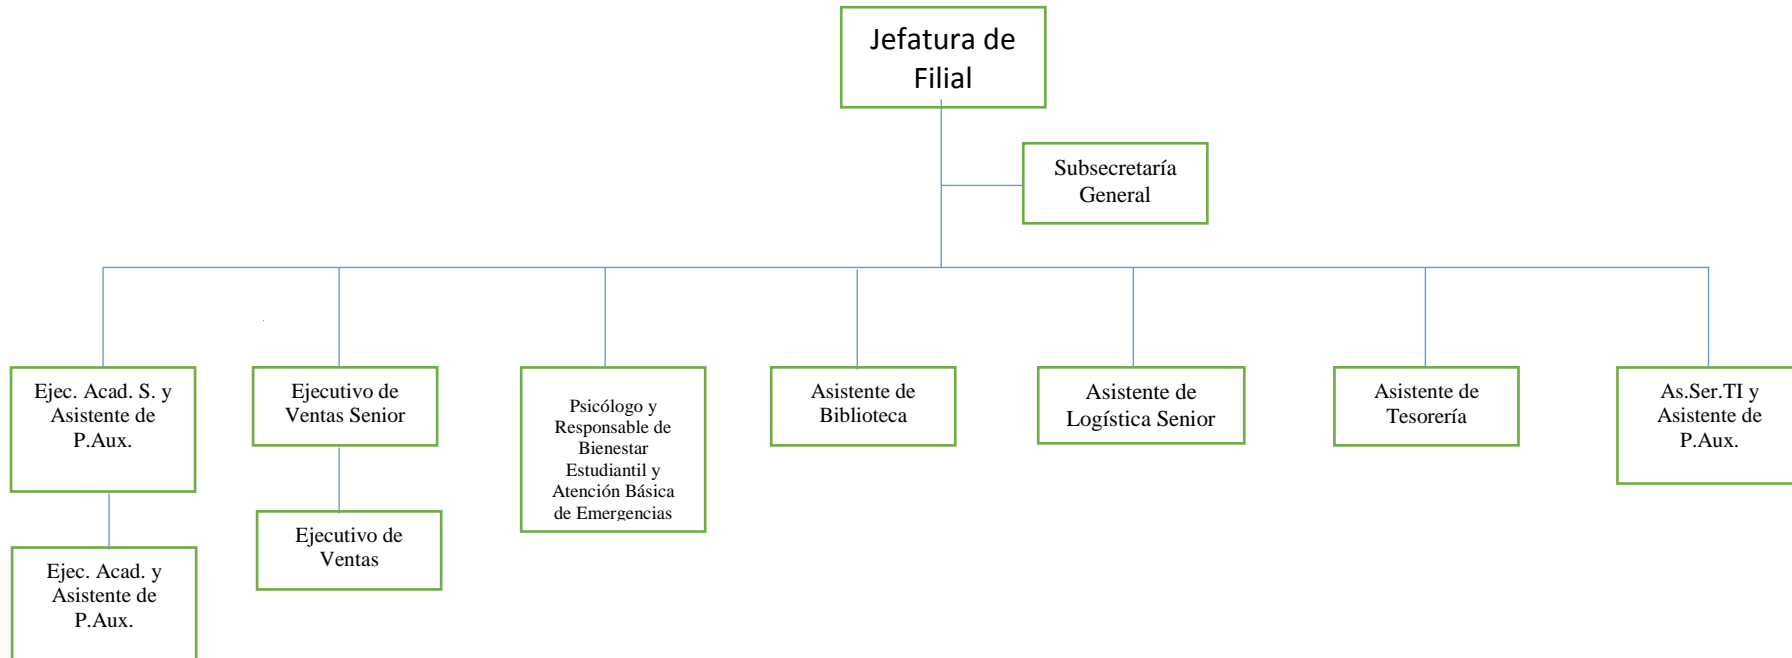 Jefatura de
Filial
Subsecretaría
General
Ejec. Acad. S. y
Asistente de
P.Aux.
Ejecutivo de
Ventas Senior
Psicólogo y
Responsable de
Bienestar
Estudiantil y
Atención Básica
de Emergencias
Asistente de
Biblioteca
Asistente de
Logística Senior
Asistente de
Tesorería
As.Ser.TI y
Asistente de
P.Aux.
Ejec. Acad. y
Asistente de
P.Aux.
Ejecutivo de
Ventas